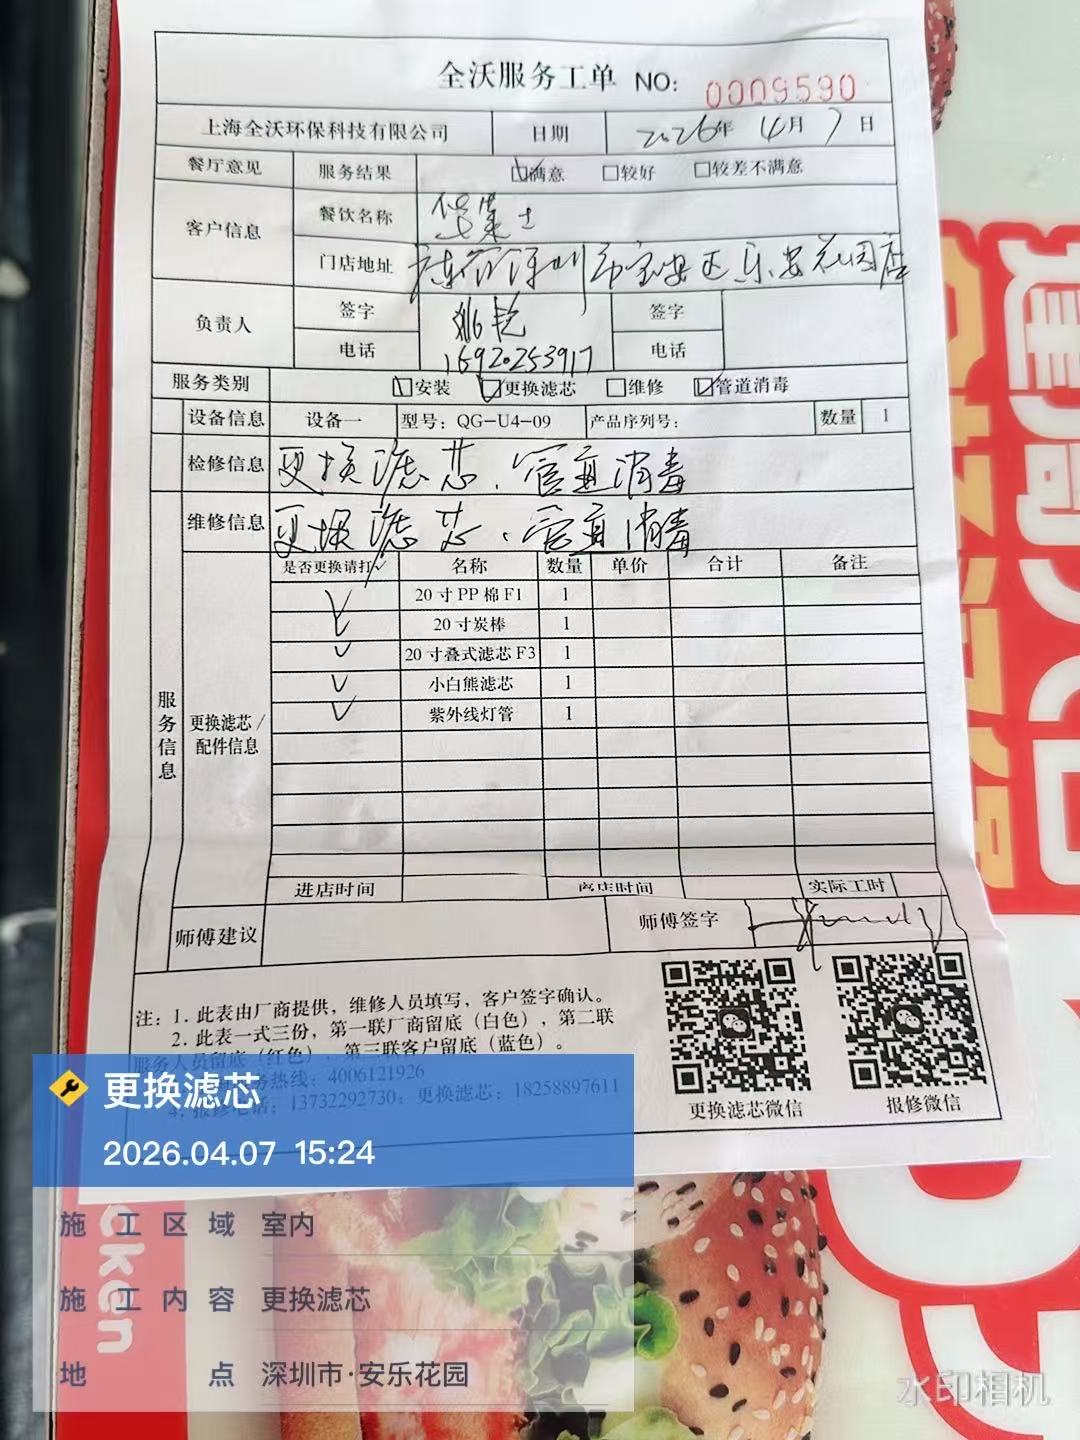 全沃服务工单 NO: 0009590
上海全沃环保科技有限公司 日期 2026年 4月 7日
餐厅意见 服务结果 满意 较好 较差不满意
客户信息 餐饮名称 堡莱士
门店地址 广东省深圳市宝安区乐安花园店
负责人 签字 签字
电话 15920253917 电话
服务类别 安装 更换滤芯 维修 管道消毒
设备信息 设备一 型号: QG-U4-09 产品序列号: 数量 1
检修信息 更换滤芯、管道消毒
维修信息 更换滤芯、管道消毒
服务信息
更换滤芯/配件信息
是否更换请打✓ 名称 数量 单价 合计 备注
✓ 20寸PP棉F1 1
✓ 20寸炭棒 1
✓ 20寸叠式滤芯F3 1
✓ 小白熊滤芯 1
✓ 紫外线灯管 1
进店时间 离店时间 实际工时
师傅建议 师傅签字
注: 1. 此表由厂商提供，维修人员填写，客户签字确认。
2. 此表一式三份，第一联厂商留底（白色），第二联
服务人员留底（红色），第三联客户留底（蓝色）。
务热线: 4006121926
4. 报修电话: 13732292730; 更换滤芯: 18258897611
更换滤芯微信 报修微信
更换滤芯
2026.04.07 15:24
施工区域 室内
施工内容 更换滤芯
地点 深圳市·安乐花园
水印相机
cken